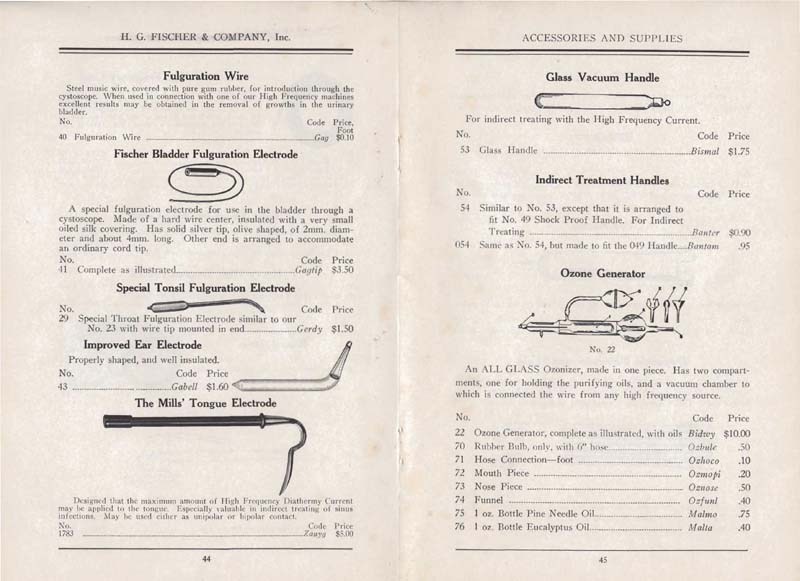 H. G. FISCHER & COMPANY, Inc.
Fulguration Wire
Steel music wire, covered with pure gum rubber, for introduction through the
cystoscope. When used in connection with one of our High Frequency machines
excellent results may be obtained in the removal of growths in the urinary
bladder.
No. Code Price,
Foot
40 Fulguration Wire Gag $0.10
Fischer Bladder Fulguration Electrode
A special fulguration electrode for use in the bladder through a
cystoscope. Made of a hard wire center, insulated with a very small
oiled silk covering. Has solid silver tip, olive shaped, of 2mm. diam-
eter and about 4mm. long. Other end is arranged to accommodate
an ordinary cord tip.
No. Code Price
41 Complete as illustrated Gagtip $3.50
Special Tonsil Fulguration Electrode
No. Code Price
29 Special Throat Fulguration Electrode similar to our
No. 23 with wire tip mounted in end Gerdy $1.50
Improved Ear Electrode
Properly shaped, and well insulated.
No. Code Price
43 Gabell $1.60
The Mills' Tongue Electrode
Designed that the maximum amount of High Frequency Diathermy Current
may be applied to the tongue. Especially valuable in indirect treating of sinus
infections. May be used either as unipolar or bipolar contact.
No. Code Price
1783 Zauyg $5.00
44
ACCESSORIES AND SUPPLIES
Glass Vacuum Handle
For indirect treating with the High Frequency Current.
No. Code Price
53 Glass Handle Bismal $1.75
Indirect Treatment Handles
No. Code Price
54 Similar to No. 53, except that it is arranged to
fit No. 49 Shock Proof Handle. For Indirect
Treating Banter $0.90
054 Same as No. 54, but made to fit the 049 Handle Bantam .95
Ozone Generator
No. 22
An ALL GLASS Ozonizer, made in one piece. Has two compart-
ments, one for holding the purifying oils, and a vacuum chamber to
which is connected the wire from any high frequency source.
No. Code Price
22 Ozone Generator, complete as illustrated, with oils Bidwy $10.00
70 Rubber Bulb, only, with 6" hose Ozbule .50
71 Hose Connection—foot Ozhoco .10
72 Mouth Piece Ozmopi .20
73 Nose Piece Oznose .50
74 Funnel Ozfunl .40
75 1 oz. Bottle Pine Needle Oil Malmo .75
76 1 oz. Bottle Eucalyptus Oil Malta .40
45